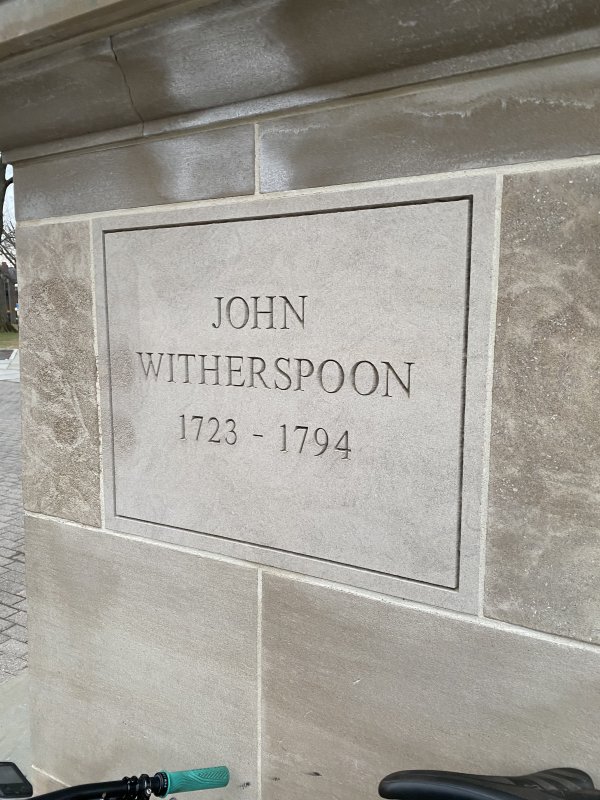 JOHN
WITHERSPOON
1723 - 1794